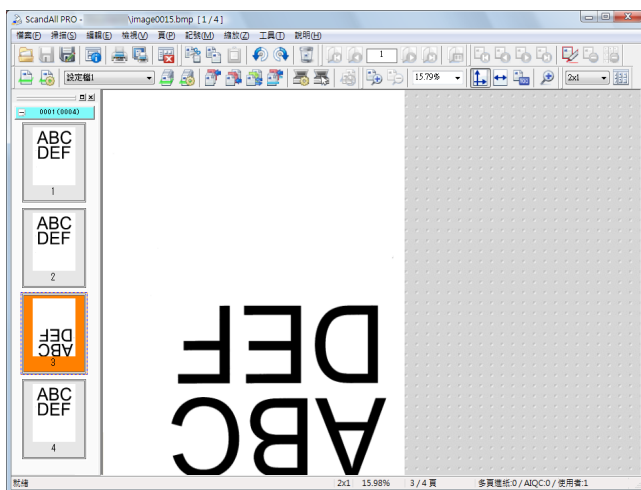 ScandAll PRO - \image0015.bmp [ 1 / 4 ]
檔案(F) 掃描(S) 編輯(E) 檢視(V) 頁(P) 記號(M) 縮放(Z) 工具(T) 說明(H)
1
設定檔1 15.79% 2x1
0001 (0004)
ABC
DEF
1
ABC
DEF
2
ABC
DEF
3
ABC
DEF
4
ABC
DEF
就緒 2x1 15.98% 3 / 4 頁 多頁進紙:0 / AIQC:0 / 使用者:1